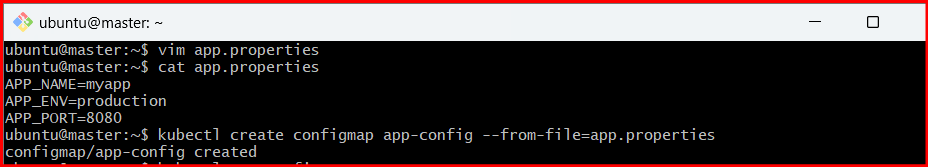 ubuntu@master: ~
ubuntu@master:~$ vim app.properties
ubuntu@master:~$ cat app.properties
APP_NAME=myapp
APP_ENV=production
APP_PORT=8080
ubuntu@master:~$ kubectl create configmap app-config --from-file=app.properties
configmap/app-config created